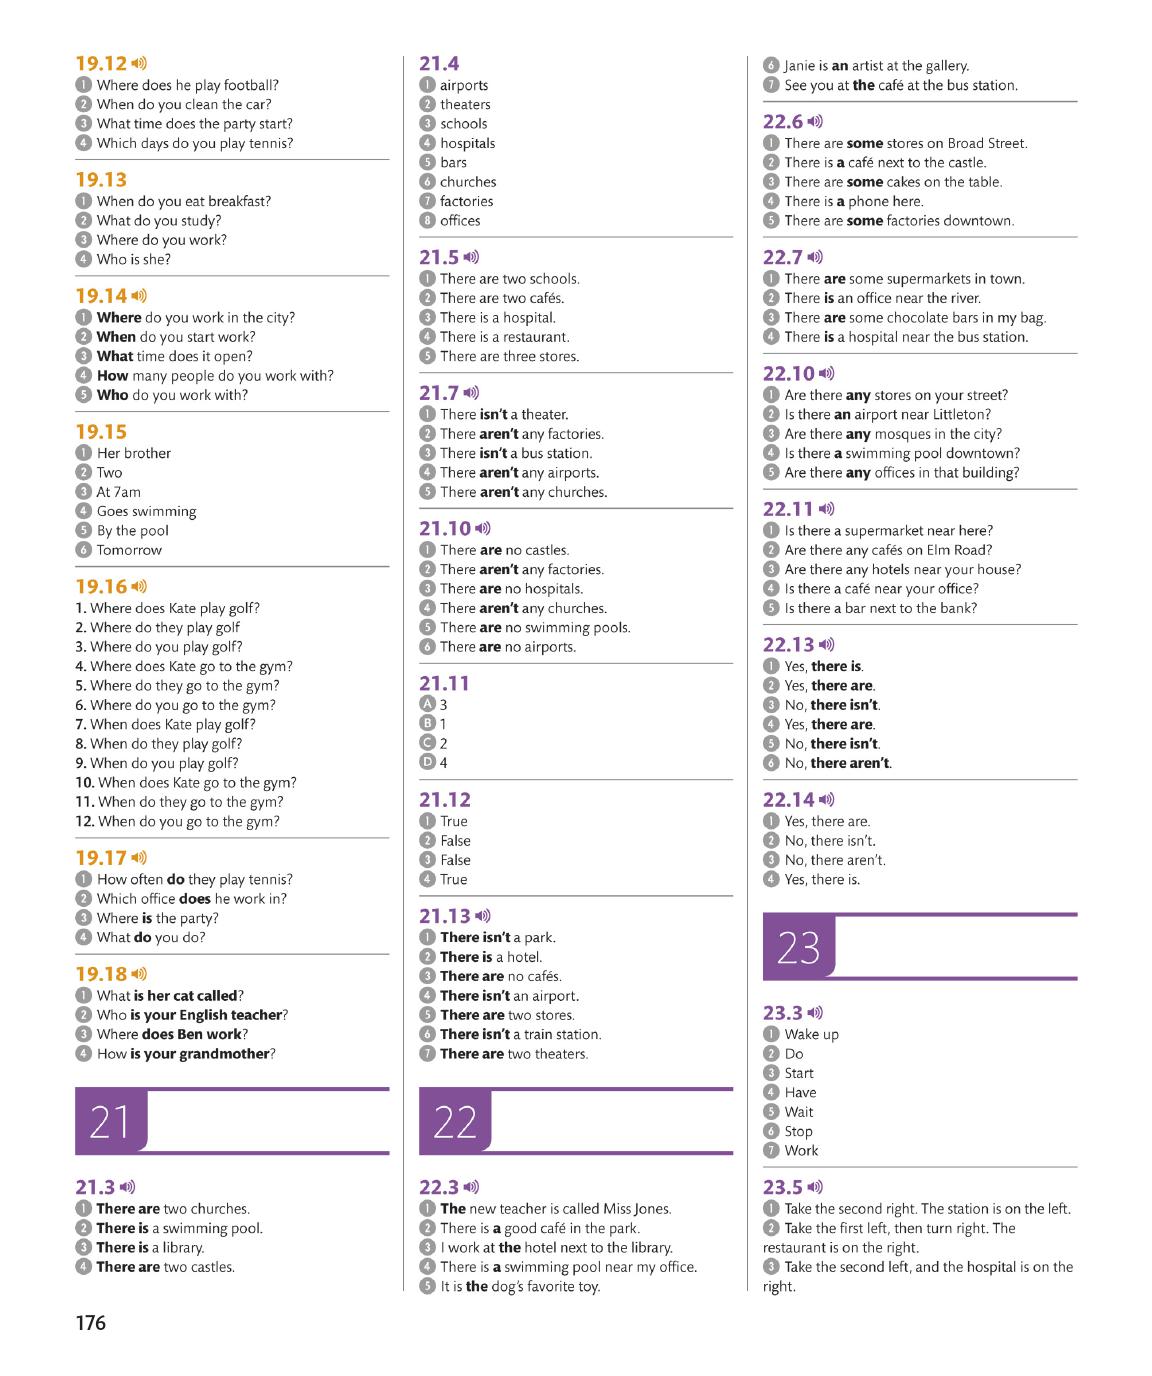 19.12
1 Where does he play football?
2 When do you clean the car?
3 What time does the party start?
4 Which days do you play tennis?
19.13
1 When do you eat breakfast?
2 What do you study?
3 Where do you work?
4 Who is she?
19.14
1 Where do you work in the city?
2 When do you start work?
3 What time does it open?
4 How many people do you work with?
5 Who do you work with?
19.15
1 Her brother
2 Two
3 At 7am
4 Goes swimming
5 By the pool
6 Tomorrow
19.16
1. Where does Kate play golf?
2. Where do they play golf
3. Where do you play golf?
4. Where does Kate go to the gym?
5. Where do they go to the gym?
6. Where do you go to the gym?
7. When does Kate play golf?
8. When do they play golf?
9. When do you play golf?
10. When does Kate go to the gym?
11. When do they go to the gym?
12. When do you go to the gym?
19.17
1 How often do they play tennis?
2 Which office does he work in?
3 Where is the party?
4 What do you do?
19.18
1 What is her cat called?
2 Who is your English teacher?
3 Where does Ben work?
4 How is your grandmother?
21
21.3
1 There are two churches.
2 There is a swimming pool.
3 There is a library.
4 There are two castles.
21.4
1 airports
2 theaters
3 schools
4 hospitals
5 bars
6 churches
7 factories
8 offices
21.5
1 There are two schools.
2 There are two cafés.
3 There is a hospital.
4 There is a restaurant.
5 There are three stores.
21.7
1 There isn't a theater.
2 There aren't any factories.
3 There isn't a bus station.
4 There aren't any airports.
5 There aren't any churches.
21.10
1 There are no castles.
2 There aren't any factories.
3 There are no hospitals.
4 There aren't any churches.
5 There are no swimming pools.
6 There are no airports.
21.11
A 3
B 1
C 2
D 4
21.12
1 True
2 False
3 False
4 True
21.13
1 There isn't a park.
2 There is a hotel.
3 There are no cafés.
4 There isn't an airport.
5 There are two stores.
6 There isn't a train station.
7 There are two theaters.
22
22.3
1 The new teacher is called Miss Jones.
2 There is a good café in the park.
3 I work at the hotel next to the library.
4 There is a swimming pool near my office.
5 It is the dog's favorite toy.
6 Janie is an artist at the gallery.
7 See you at the café at the bus station.
22.6
1 There are some stores on Broad Street.
2 There is a café next to the castle.
3 There are some cakes on the table.
4 There is a phone here.
5 There are some factories downtown.
22.7
1 There are some supermarkets in town.
2 There is an office near the river.
3 There are some chocolate bars in my bag.
4 There is a hospital near the bus station.
22.10
1 Are there any stores on your street?
2 Is there an airport near Littleton?
3 Are there any mosques in the city?
4 Is there a swimming pool downtown?
5 Are there any offices in that building?
22.11
1 Is there a supermarket near here?
2 Are there any cafés on Elm Road?
3 Are there any hotels near your house?
4 Is there a café near your office?
5 Is there a bar next to the bank?
22.13
1 Yes, there is.
2 Yes, there are.
3 No, there isn't.
4 Yes, there are.
5 No, there isn't.
6 No, there aren't.
22.14
1 Yes, there are.
2 No, there isn't.
3 No, there aren't.
4 Yes, there is.
23
23.3
1 Wake up
2 Do
3 Start
4 Have
5 Wait
6 Stop
7 Work
23.5
1 Take the second right. The station is on the left.
2 Take the first left, then turn right. The
restaurant is on the right.
3 Take the second left, and the hospital is on the
right.
176